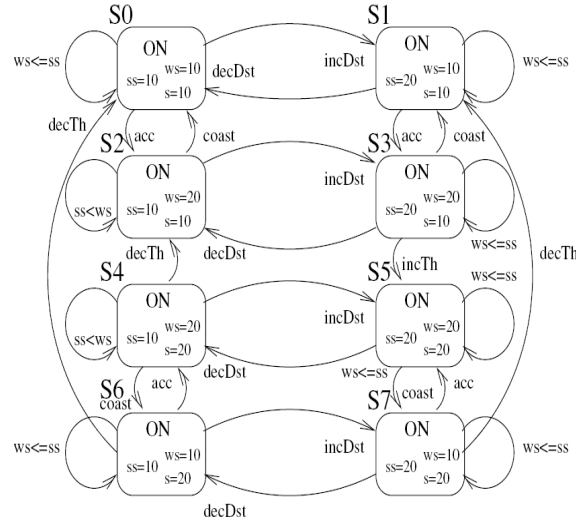 S0
S1
ON
ON
ws<=ss
ss=10
ws=10
s=10
decDst
incDst
ss=20
ws=10
s=10
ws<=ss
decTh
acc
coast
acc
coast
S2
S3
ON
ON
ss<ws
ss=10
ws=20
s=10
incDst
ss=20
ws=20
s=10
ws<=ss
decTh
decDst
incTh
decTh
ws<=ss
S4
S5
ON
ON
ss<ws
ss=10
ws=20
s=20
incDst
ss=20
ws=20
s=20
decDst
ws<=ss
S6
coast
acc
S7
coast
acc
ON
ON
ws<=ss
ss=10
ws=10
s=20
incDst
ss=20
ws=10
s=20
ws<=ss
decDst